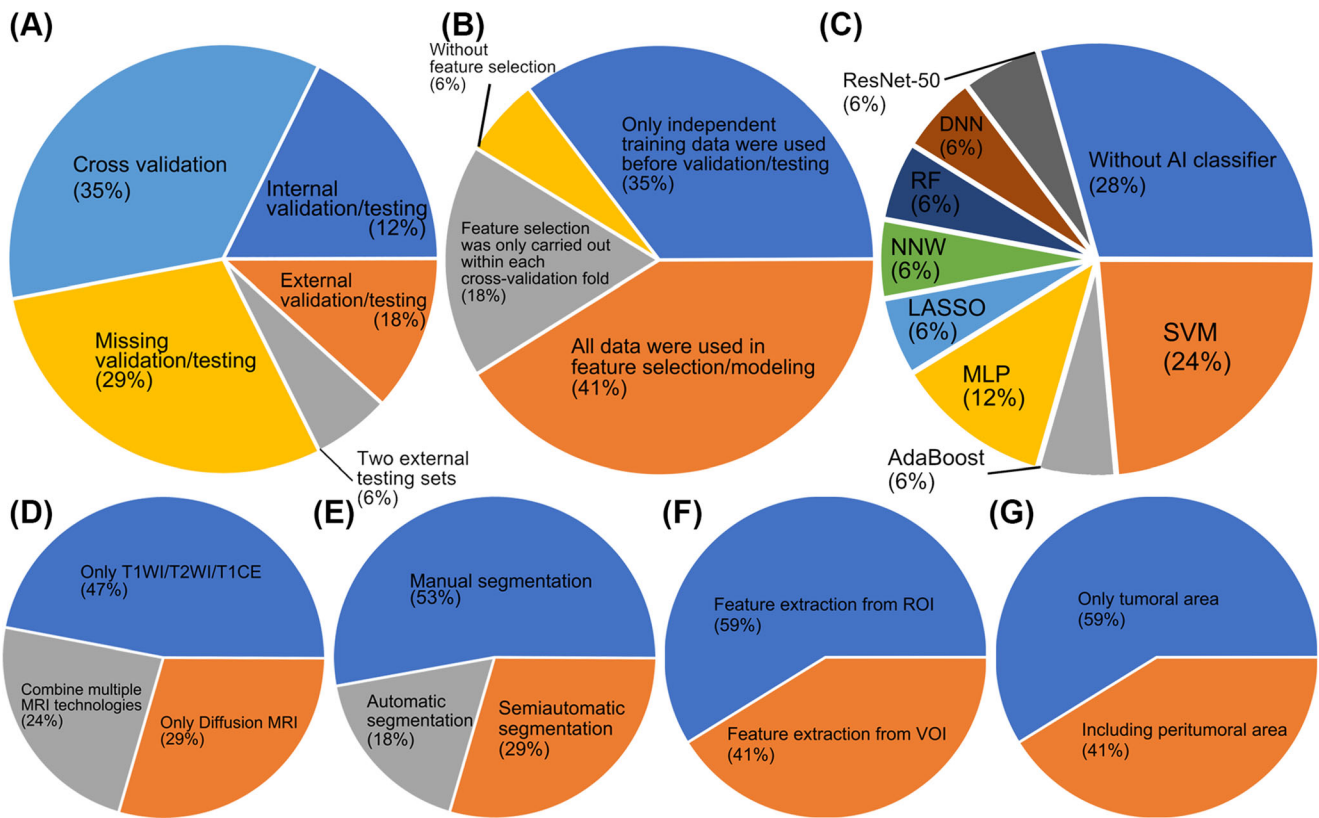 (A)
Cross validation
(35%)
Internal
validation/testing
(12%)
External
validation/testing
(18%)
Missing
validation/testing
(29%)
Two external
testing sets
(6%)
(B)
Without
feature selection
(6%)
Only independent
training data were used
before validation/testing
(35%)
Feature selection
was only carried out
within each
cross-validation fold
(18%)
All data were used in
feature selection/modeling
(41%)
(C)
ResNet-50
(6%)
DNN
(6%)
RF
(6%)
NNW
(6%)
LASSO
(6%)
MLP
(12%)
AdaBoost
(6%)
Without AI classifier
(28%)
SVM
(24%)
(D)
Only T1WI/T2WI/T1CE
(47%)
Combine multiple
MRI technologies
(24%)
Only Diffusion MRI
(29%)
(E)
Manual segmentation
(53%)
Automatic
segmentation
(18%)
Semiautomatic
segmentation
(29%)
(F)
Feature extraction from ROI
(59%)
Feature extraction from VOI
(41%)
(G)
Only tumoral area
(59%)
Including peritumoral area
(41%)